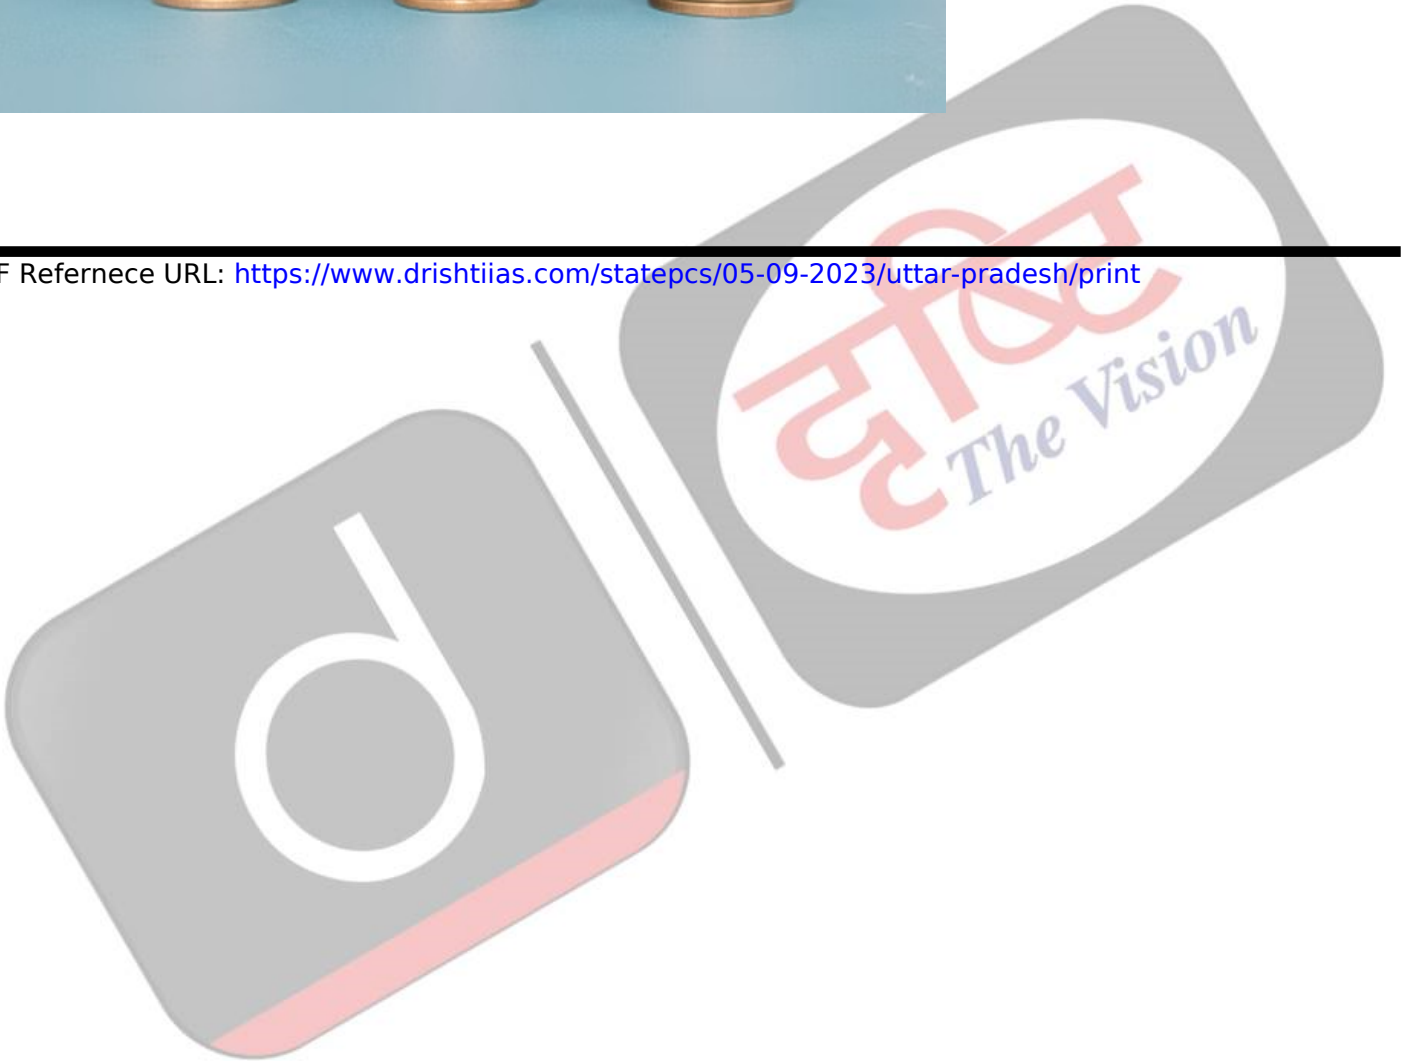 F Refernece URL: https://www.drishtiias.com/statepcs/05-09-2023/uttar-pradesh/print
दृष्टि
The Vision
d